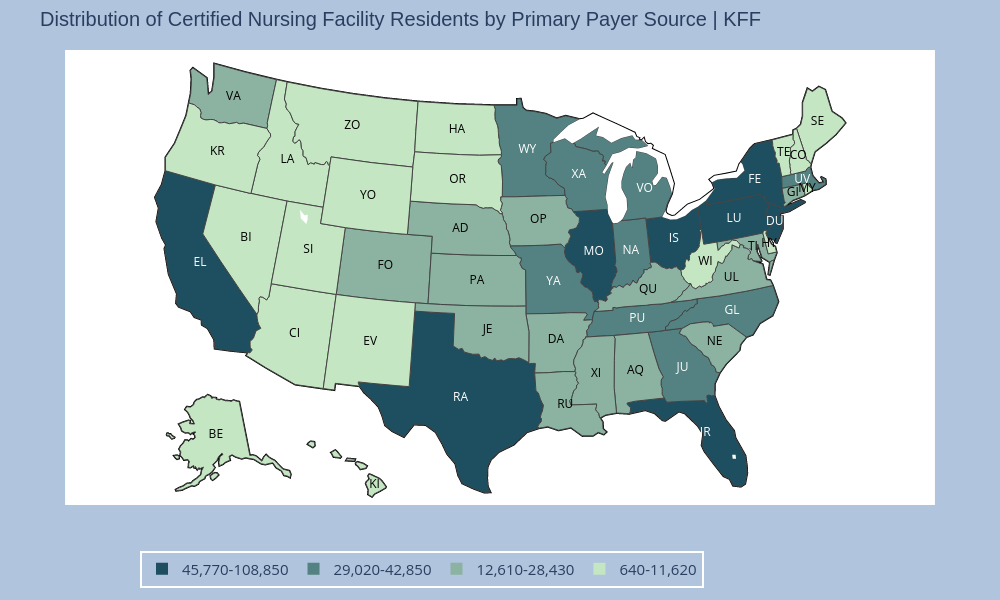 Distribution of Certified Nursing Facility Residents by Primary Payer Source | KFF
VA
ZO
HA
SE
KR
LA
WY
TE
CO
XA
OR
FE
UV
VO
YO
GI
MY
OP
LU
DU
AD
BI
SI
MO
NA
IS
EL
FO
WI
UL
PA
YA
QU
GL
PU
CI
JE
DA
NE
EV
XI
AQ
JU
RA
RU
BE
KI
45,770-108,850
29,020-42,850
12,610-28,430
640-11,620